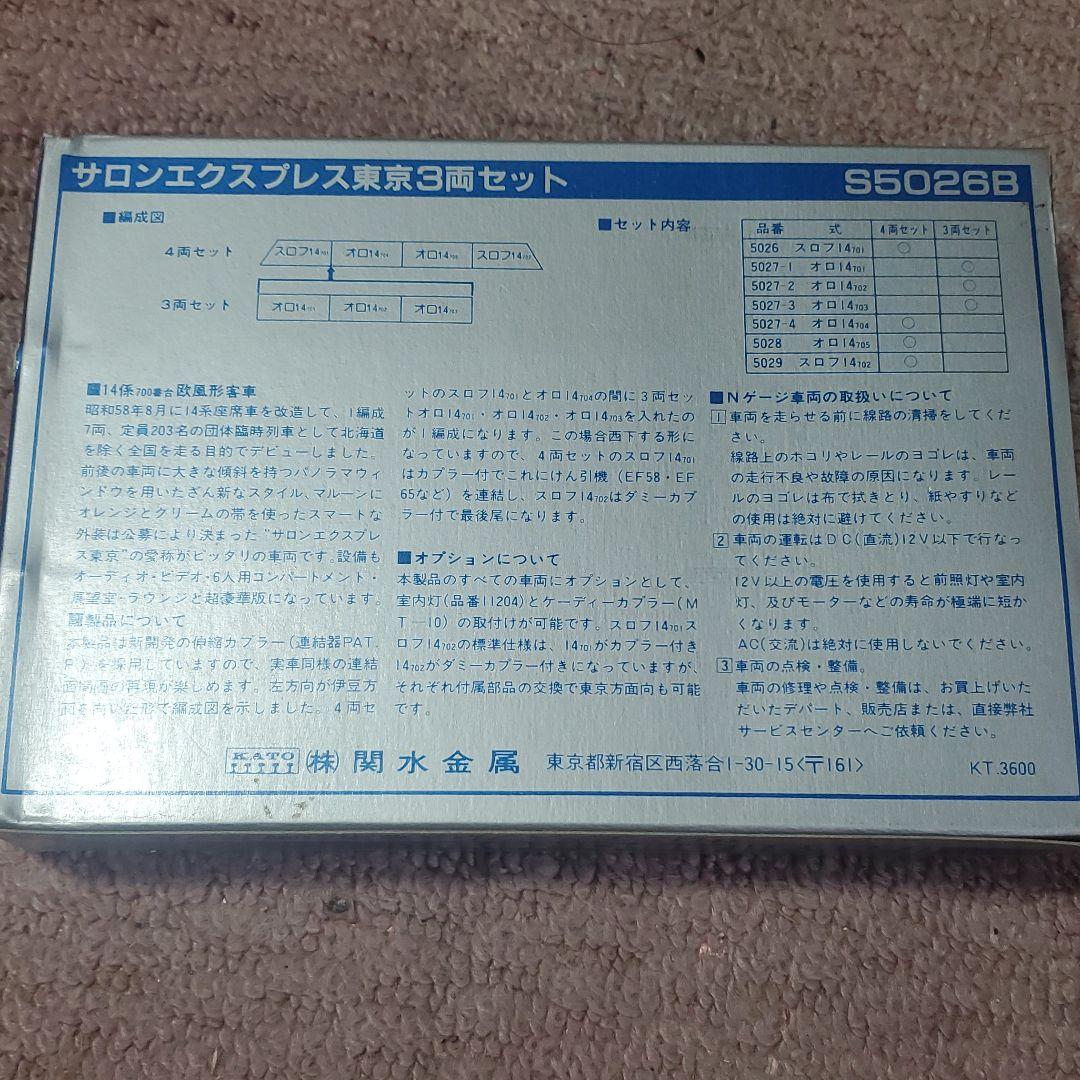 サロンエクスプレス東京3両セット S5026B
■編成図
4両セット スロフ14701 オロ14704 オロ14705 スロフ14702
3両セット オロ14701 オロ14702 オロ14703
■セット内容
品番 式 4両セット 3両セット
5026 スロフ14701 ○
5027-1 オロ14701 ○
5027-2 オロ14702 ○
5027-3 オロ14703 ○
5027-4 オロ14704 ○
5028 オロ14705 ○
5029 スロフ14702 ○
■14系700番台欧風形客車
昭和58年8月に14系座席車を改造して、1編成
7両、定員203名の団体臨時列車として北海道
を除く全国を走る目的でデビューしました。
前後の車両に大きな傾斜を持つパノラマウィ
ンドウを用いたざん新なスタイル、マルーンに
オレンジとクリームの帯を使ったスマートな
外装は公募により決まった“サロンエクスプレ
ス東京”の愛称がピッタリの車両です。設備も
オーディオ・ビデオ・6人用コンパートメント・
展望室・ラウンジと超豪華版になっています。
■製品について
本製品は新開発の伸縮カプラー(連結器PAT.
P)を採用していますので、実車同様の連結
面間隔の再現が楽しめます。左方向が伊豆方
面を向いた形で編成図を示しました。4両セ
ットのスロフ14701とオロ14704の間に3両セッ
トオロ14701・オロ14702・オロ14703を入れたの
が1編成になります。この場合西下する形に
なっていますので、4両セットのスロフ14701
はカプラー付でこれにけん引機(EF58・EF
65など)を連結し、スロフ14702はダミーカプ
ラー付で最後尾になります。
■オプションについて
本製品のすべての車両にオプションとして、
室内灯(品番11204)とケーディーカプラー(M
T-10)の取付けが可能です。スロフ14701ス
ロフ14702の標準仕様は、14701がカプラー付き
14702がダミーカプラー付きになっていますが、
それぞれ付属部品の交換で東京方面向も可能
です。
■Nゲージ車両の取扱いについて
1 車両を走らせる前に線路の清掃をしてくだ
さい。
線路上のホコリやレールのヨゴレは、車両
の走行不良や故障の原因になります。レー
ルのヨゴレは布で拭きとり、紙やすりなど
の使用は絶対に避けてください。
2 車両の運転はDC(直流)12V以下で行なっ
てください。
12V以上の電圧を使用すると前照灯や室内
灯、及びモーターなどの寿命が極端に短か
くなります。
AC(交流)は絶対に使用しないでください。
3 車両の点検・整備。
車両の修理や点検・整備は、お買上げいた
だいたデパート、販売店または、直接弊社
サービスセンターへご依頼ください。
KATO (株)関水金属 東京都新宿区西落合1-30-15〈〒161〉 KT.3600